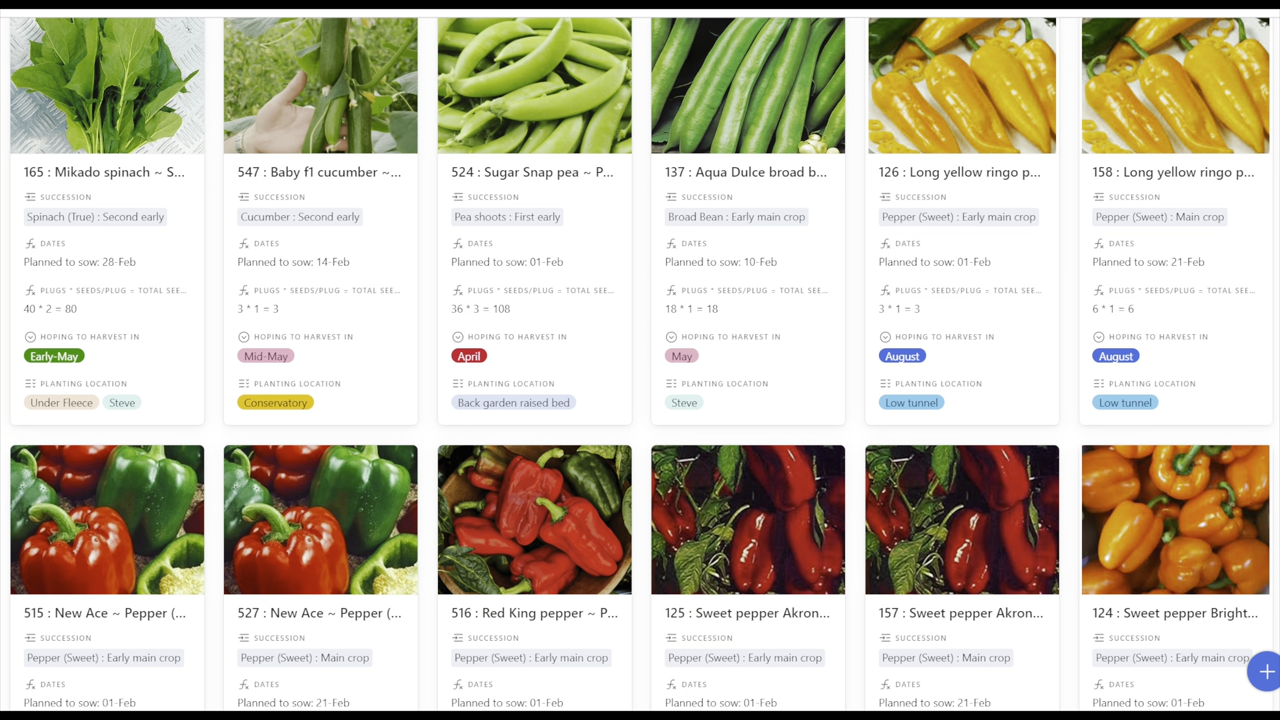 165 : Mikado spinach ~ S...
SUCCESSION
Spinach (True) : Second early
DATES
Planned to sow: 28-Feb
PLUGS * SEEDS/PLUG = TOTAL SEE...
40 * 2 = 80
HOPING TO HARVEST IN
Early-May
PLANTING LOCATION
Under Fleece Steve
547 : Baby f1 cucumber ~...
SUCCESSION
Cucumber : Second early
DATES
Planned to sow: 14-Feb
PLUGS * SEEDS/PLUG = TOTAL SEE...
3 * 1 = 3
HOPING TO HARVEST IN
Mid-May
PLANTING LOCATION
Conservatory
524 : Sugar Snap pea ~ P...
SUCCESSION
Pea shoots : First early
DATES
Planned to sow: 01-Feb
PLUGS * SEEDS/PLUG = TOTAL SEE...
36 * 3 = 108
HOPING TO HARVEST IN
April
PLANTING LOCATION
Back garden raised bed
137 : Aqua Dulce broad b...
SUCCESSION
Broad Bean : Early main crop
DATES
Planned to sow: 10-Feb
PLUGS * SEEDS/PLUG = TOTAL SEE...
18 * 1 = 18
HOPING TO HARVEST IN
May
PLANTING LOCATION
Steve
126 : Long yellow ringo p...
SUCCESSION
Pepper (Sweet) : Early main crop
DATES
Planned to sow: 01-Feb
PLUGS * SEEDS/PLUG = TOTAL SEE...
3 * 1 = 3
HOPING TO HARVEST IN
August
PLANTING LOCATION
Low tunnel
158 : Long yellow ringo p...
SUCCESSION
Pepper (Sweet) : Main crop
DATES
Planned to sow: 21-Feb
PLUGS * SEEDS/PLUG = TOTAL SEE...
6 * 1 = 6
HOPING TO HARVEST IN
August
PLANTING LOCATION
Low tunnel
515 : New Ace ~ Pepper (...
SUCCESSION
Pepper (Sweet) : Early main crop
DATES
Planned to sow: 01-Feb
527 : New Ace ~ Pepper (...
SUCCESSION
Pepper (Sweet) : Main crop
DATES
Planned to sow: 21-Feb
516 : Red King pepper ~ P...
SUCCESSION
Pepper (Sweet) : Early main crop
DATES
Planned to sow: 01-Feb
125 : Sweet pepper Akron...
SUCCESSION
Pepper (Sweet) : Early main crop
DATES
Planned to sow: 01-Feb
157 : Sweet pepper Akron...
SUCCESSION
Pepper (Sweet) : Main crop
DATES
Planned to sow: 21-Feb
124 : Sweet pepper Bright...
SUCCESSION
Pepper (Sweet) : Early main crop
DATES
Planned to sow: 01-Feb